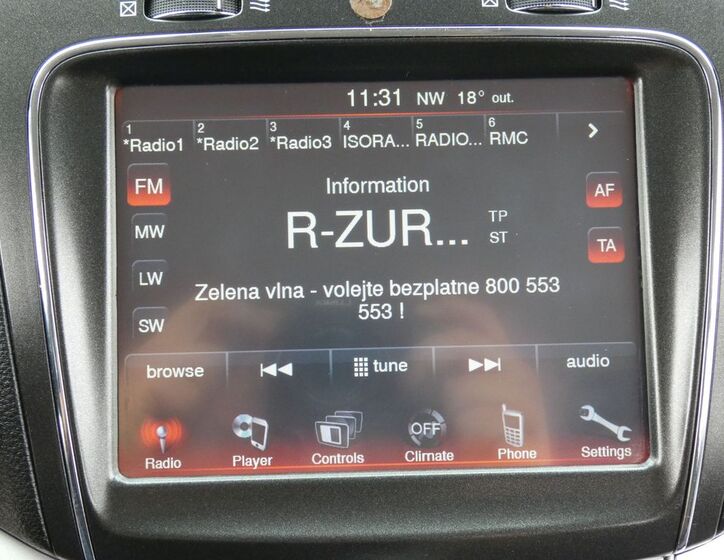 11:31 NW 18° out.
1 2 3 4 5 6
*Radio1 *Radio2 *Radio3 ISORA... RADIO... RMC >
FM Information AF
R-ZUR... TP
MW ST TA
LW Zelena vlna - volejte bezplatne 800 553
SW 553 !
browse tune audio
OFF
Radio Player Controls Climate Phone Settings